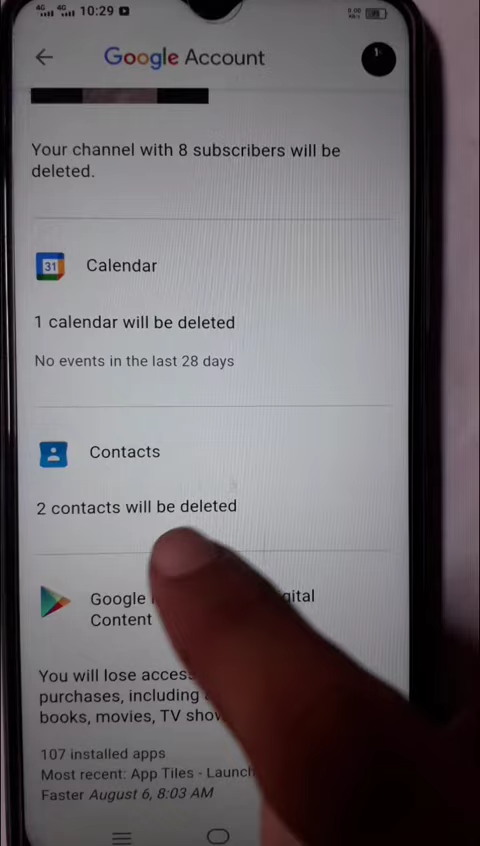 4G 4G 10:29
Google Account
Your channel with 8 subscribers will be
deleted.
31
Calendar
1 calendar will be deleted
No events in the last 28 days
Contacts
2 contacts will be deleted
Google
Content
You will lose access
purchases, including
books, movies, TV
107 installed apps
Most recent: App Tiles - Launch
Faster August 6, 8:03 AM